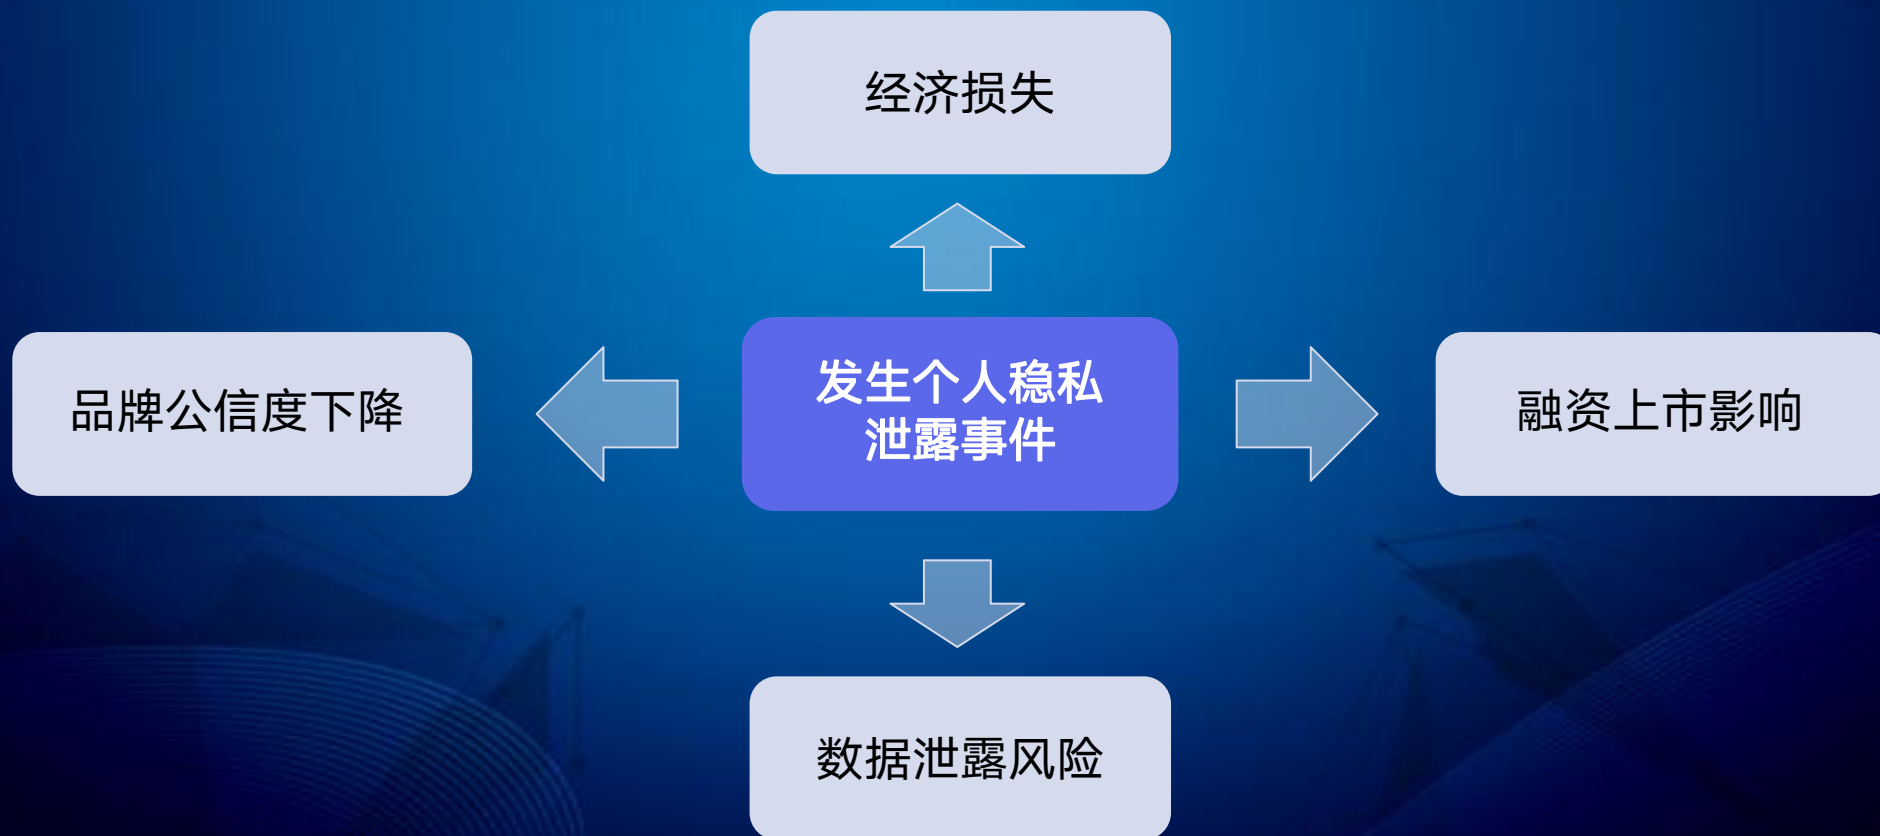 经济损失
品牌公信度下降
发生个人稳私
泄露事件
融资上市影响
数据泄露风险